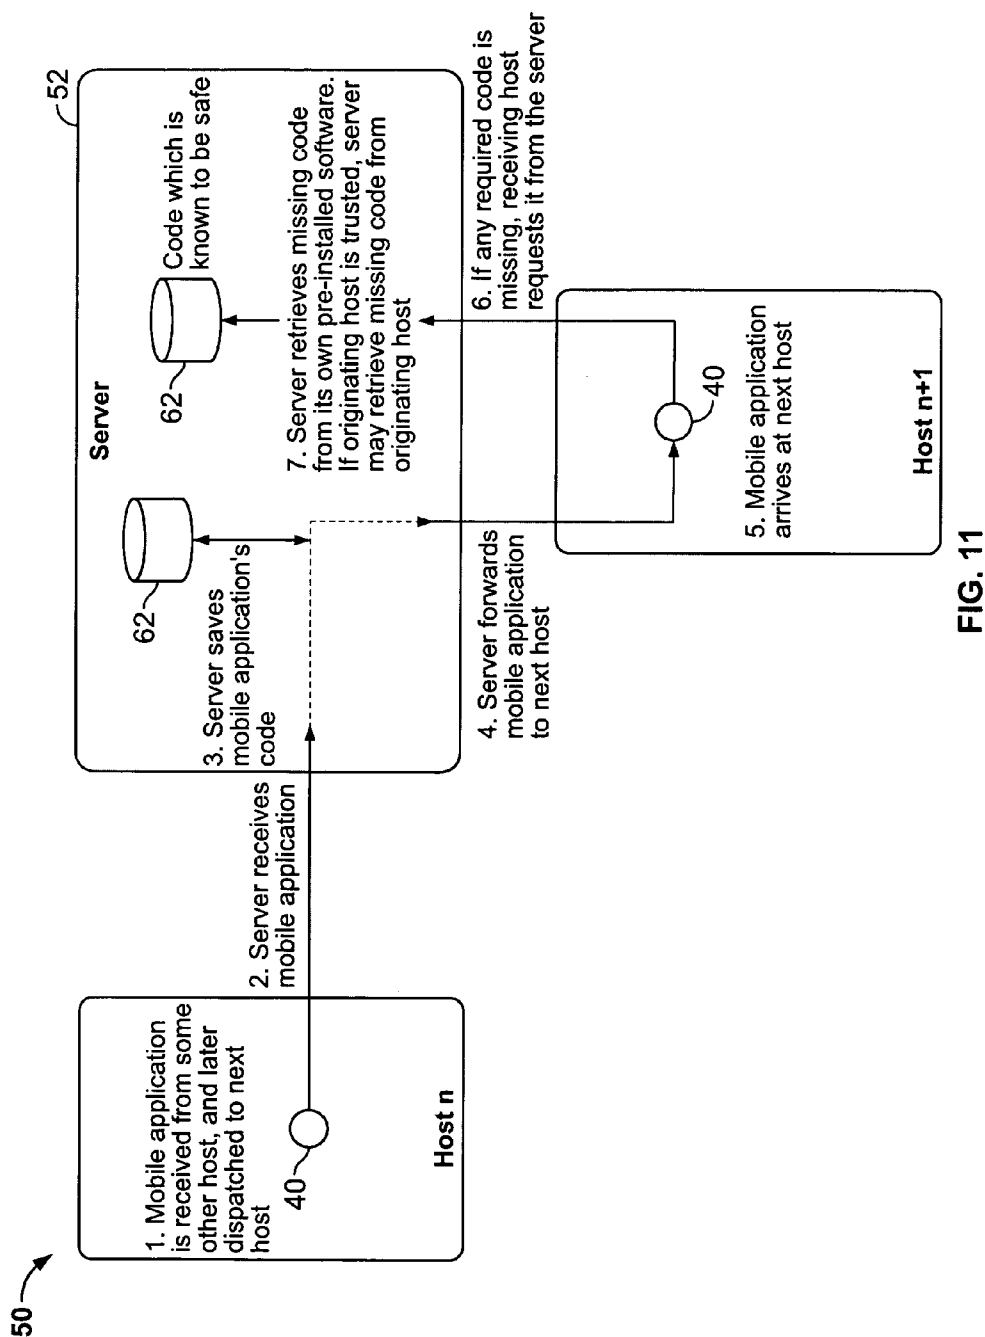 50
1. Mobile application
is received from some
other host, and later
dispatched to next
host
40
Host n
2. Server receives
mobile application
52
Server
62
3. Server saves
mobile application's
code
62
Code which is
known to be safe
7. Server retrieves missing code
from its own pre-installed software.
If originating host is trusted, server
may retrieve missing code from
originating host
4. Server forwards
mobile application
to next host
6. If any required code is
missing, receiving host
requests it from the server
40
5. Mobile application
arrives at next host
Host n+1
FIG. 11